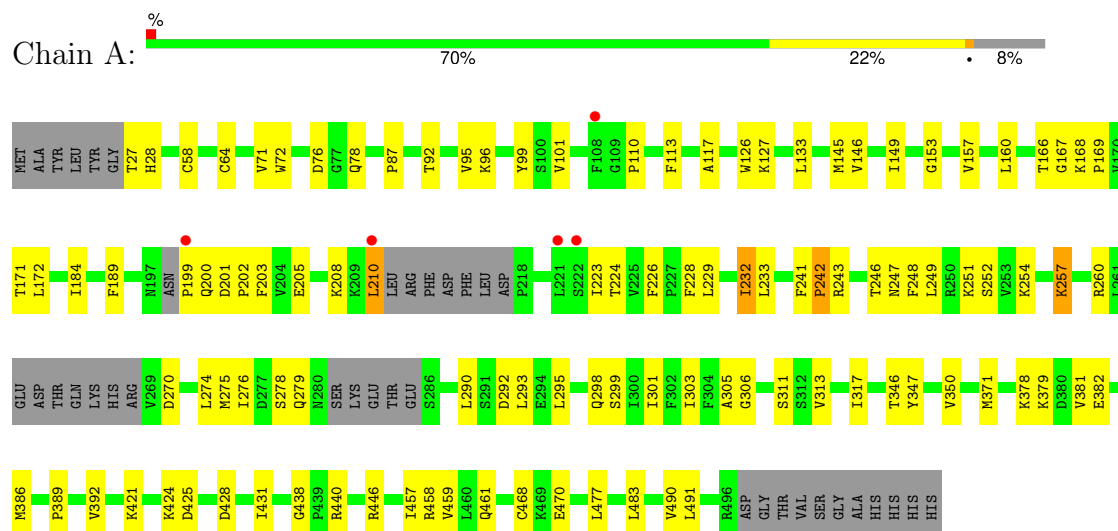 %
Chain A:
70% 22% • 8%
MET ALA TYR LEU TYR GLY T27 H28 C58 C64 V71 W72 D76 G77 Q78 P87 T92 V95 K96 Y99 S100 V101 F108 G109 P110 F113 A117 W126 K127 L133 M145 V146 I149 G153 V157 L160 T166 G167 K168 P169 V170
T171 L172 I184 F189 N197 ASN P199 Q200 D201 P202 F203 V204 E205 K208 K209 L210 LEU ARG PHE ASP PHE LEU ASP P218 L221 S222 I223 T224 V225 F226 P227 F228 L229 I232 L233 F241 P242 R243 T246 N247 F248 L249 R250 K251 S252 V253 K254 K257 R260 L261
GLU ASP THR GLN LYS HIS ARG V269 D270 L274 M275 I276 D277 S278 Q279 N280 SER LYS GLU THR GLU S286 L290 S291 D292 L293 E294 L295 Q298 S299 I300 I301 F302 F304 A305 G306 S311 S312 V313 I317 T346 Y347 V350 M371 K378 K379 D380 V381 E382
M386 P389 V392 K421 K424 D425 D428 I431 G438 P439 R440 R446 I457 R458 V459 L460 Q461 C468 K469 E470 L477 L483 V490 L491 R496 ASP GLY THR VAL SER GLY ALA HIS HIS HIS HIS